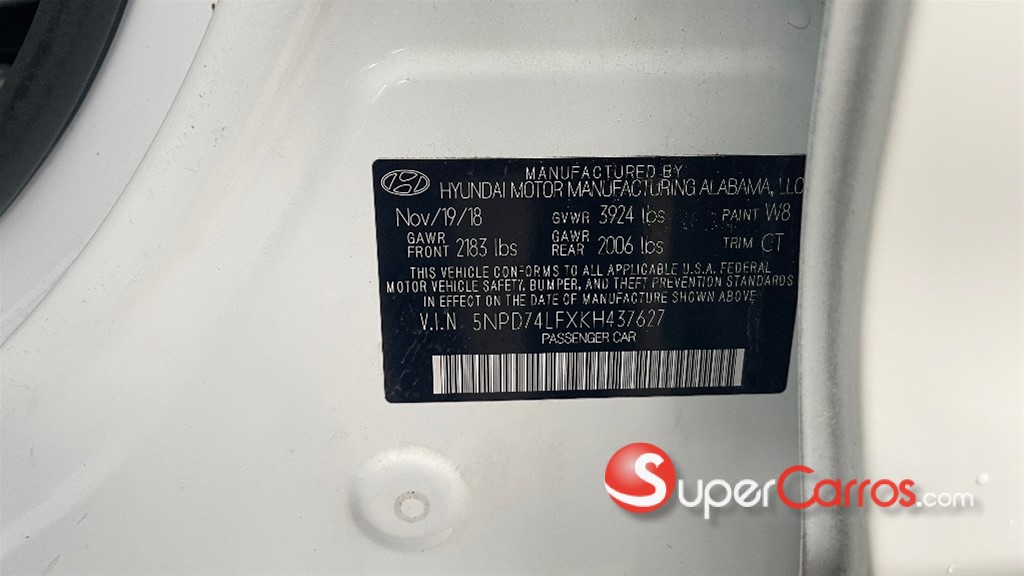 MANUFACTURED BY
HYUNDAI MOTOR MANUFACTURING ALABAMA, LLC
Nov/19/18 GVWR 3924 lbs PAINT W8
GAWR FRONT 2183 lbs GAWR REAR 2006 lbs TRIM CT
THIS VEHICLE CONFORMS TO ALL APPLICABLE U.S.A. FEDERAL
MOTOR VEHICLE SAFETY, BUMPER, AND THEFT PREVENTION STANDARDS
IN EFFECT ON THE DATE OF MANUFACTURE SHOWN ABOVE
V.I.N. 5NPD74LFXKH437627
PASSENGER CAR
SuperCarros.com